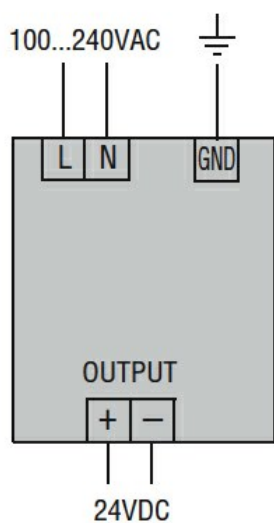 100...240VAC
L N GND
OUTPUT
+ −
24VDC